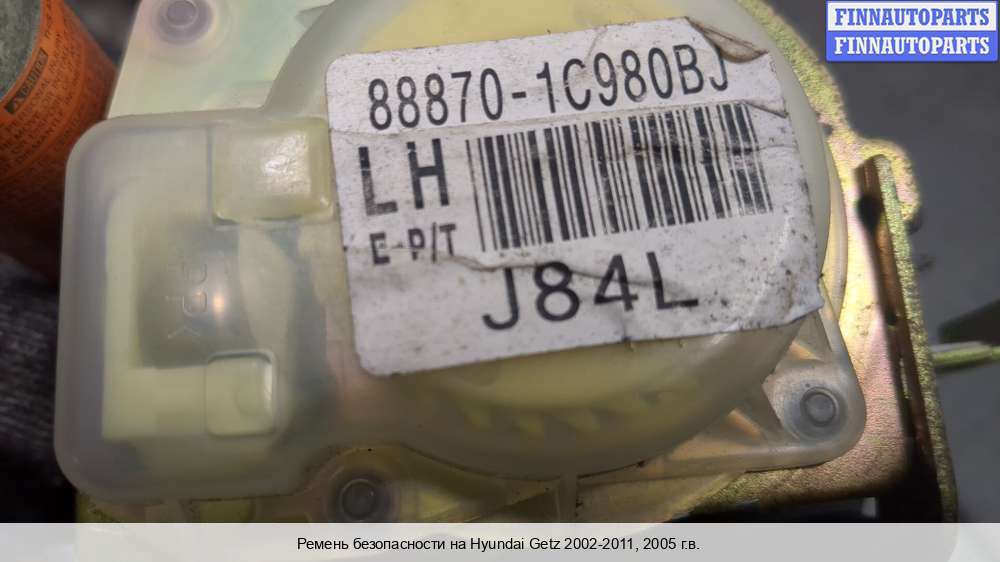 FINNAUTOPARTS
FINNAUTOPARTS
88870-1C980BJ
LH
E-P/T
J84L
Ремень безопасности на Hyundai Getz 2002-2011, 2005 г.в.